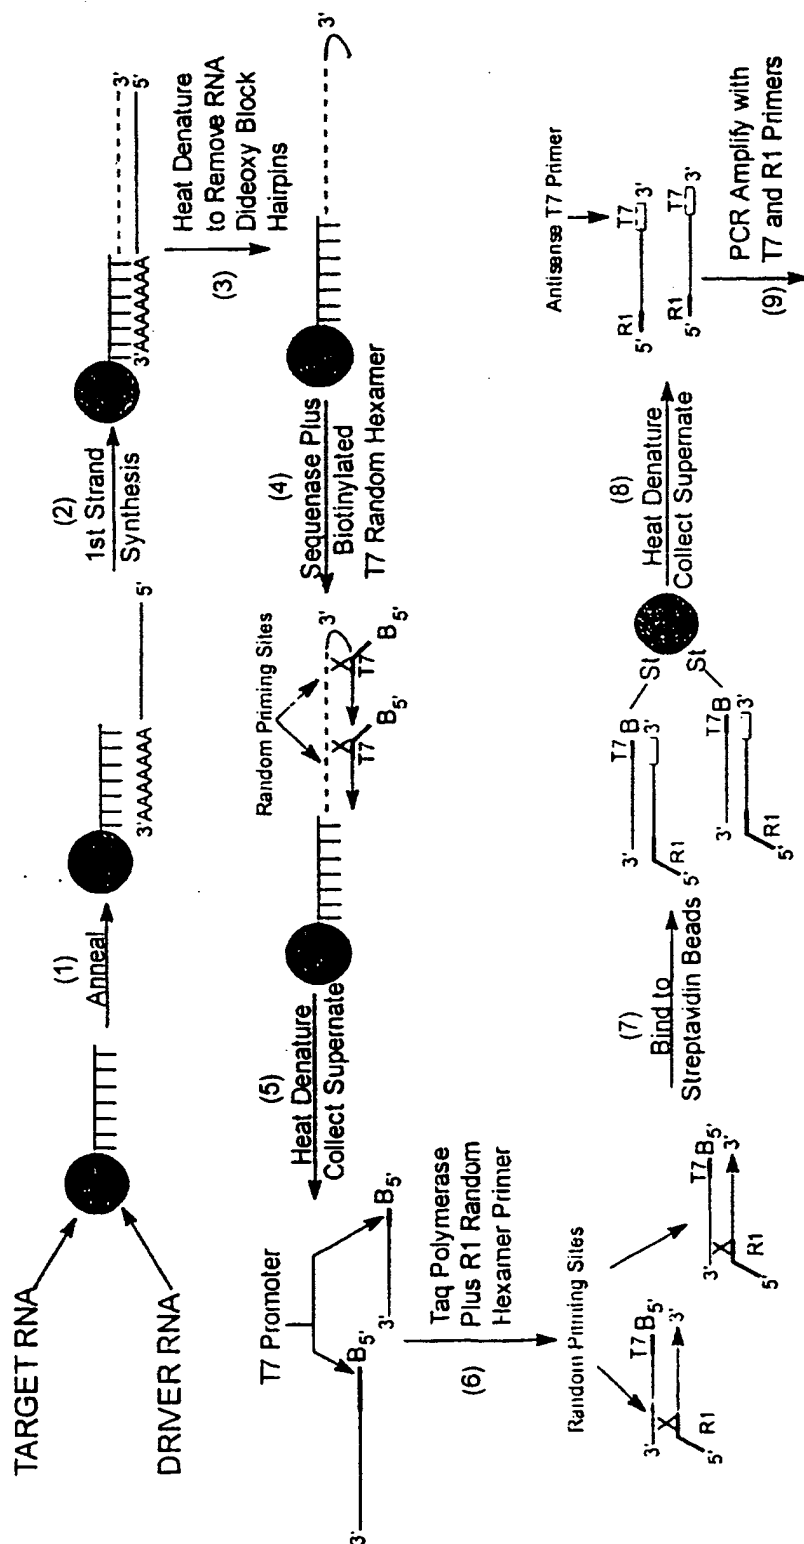 TARGET RNA
DRIVER RNA
TTTTTTT
(1)
Anneal
TTTTTTT
3'AAAAAAA
5'
(2)
1st Strand
Synthesis
TTTTTTT
3'AAAAAAAA
3'
5'
Heat Denature
to Remove RNA
Dideoxy Block
Hairpins
(3)
TTTTTTT
3'
(4)
Sequenase Plus
Biotinylated
T7 Random Hexamer
Random Priming Sites
TTTTTTT
3'
X
T7
B5'
X
T7
B5'
(5)
Heat Denature
Collect Supernate
T7 Promoter
3'
B5'
3'
B5'
Taq Polymerase
Plus R1 Random
Hexamer Primer
(6)
Random Priming Sites
3'
T7
B5'
X
3'
R1
5'
3'
T7
B5'
X
3'
R1
5'
(7)
Bind to
Streptavidin Beads
3'
T7
B
St
3'
R1
5'
3'
T7
B
St
3'
R1
5'
(8)
Heat Denature
Collect Supernate
Antisense T7 Primer
R1
5'
T7
3'
R1
5'
T7
3'
PCR Amplify with
T7 and R1 Primers
(9)